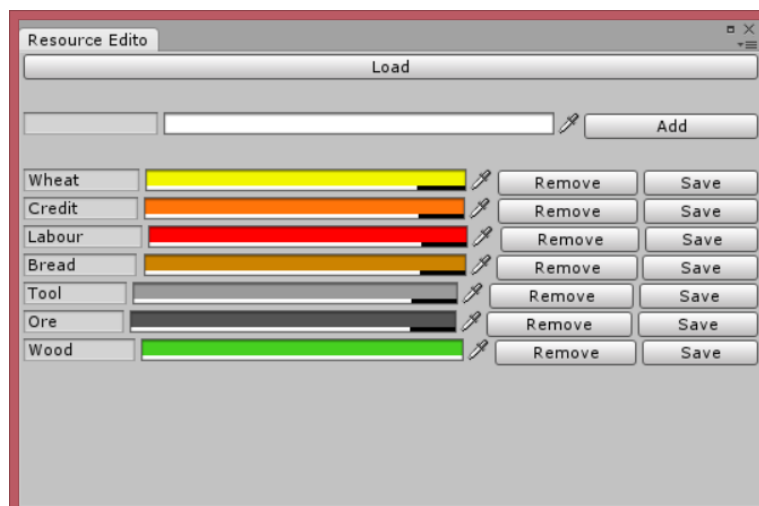 Resource Edito
Load
Add
Wheat Remove Save
Credit Remove Save
Labour Remove Save
Bread Remove Save
Tool Remove Save
Ore Remove Save
Wood Remove Save